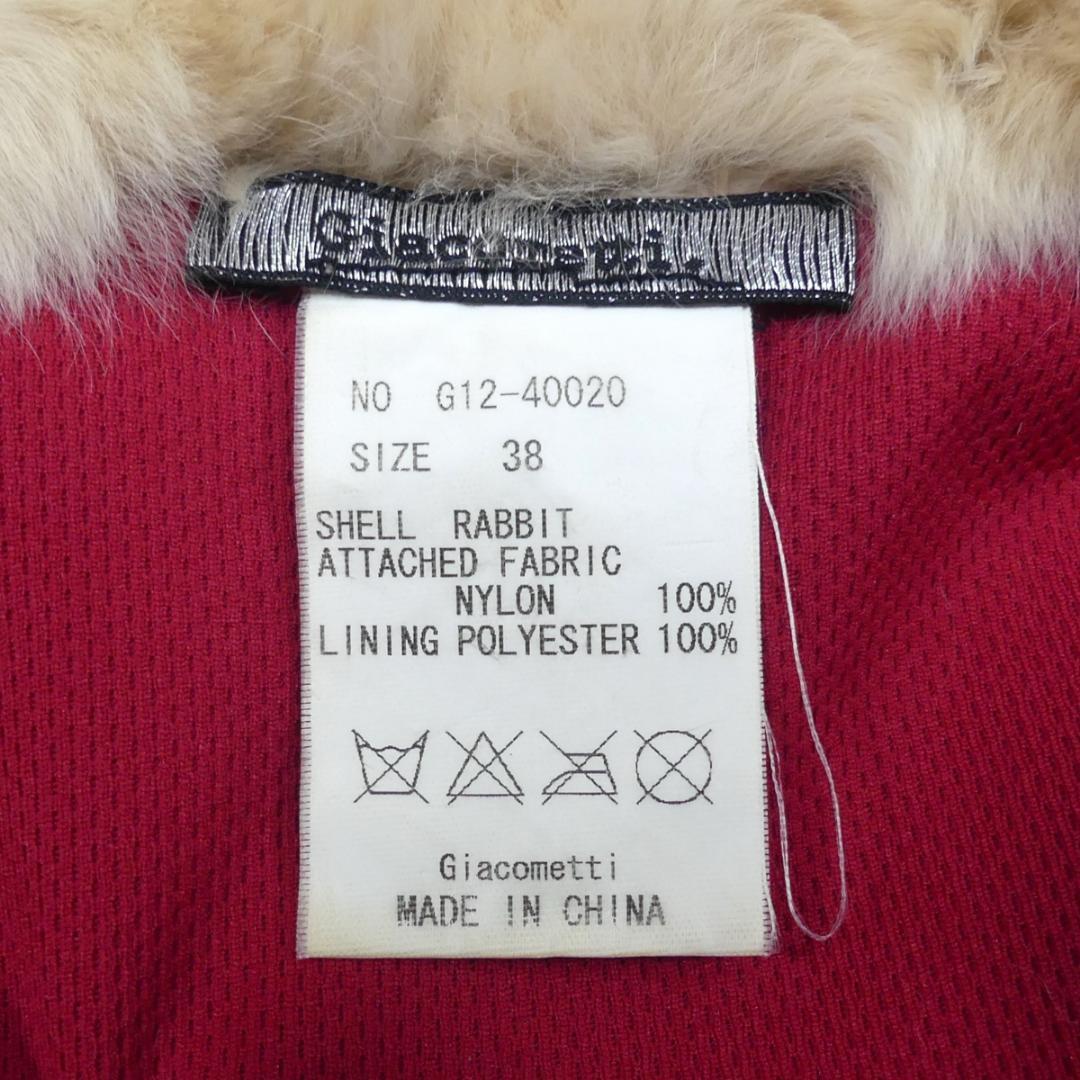 Giacometti.
NO G12-40020
SIZE 38
SHELL RABBIT
ATTACHED FABRIC
NYLON 100%
LINING POLYESTER 100%
Giacometti
MADE IN CHINA